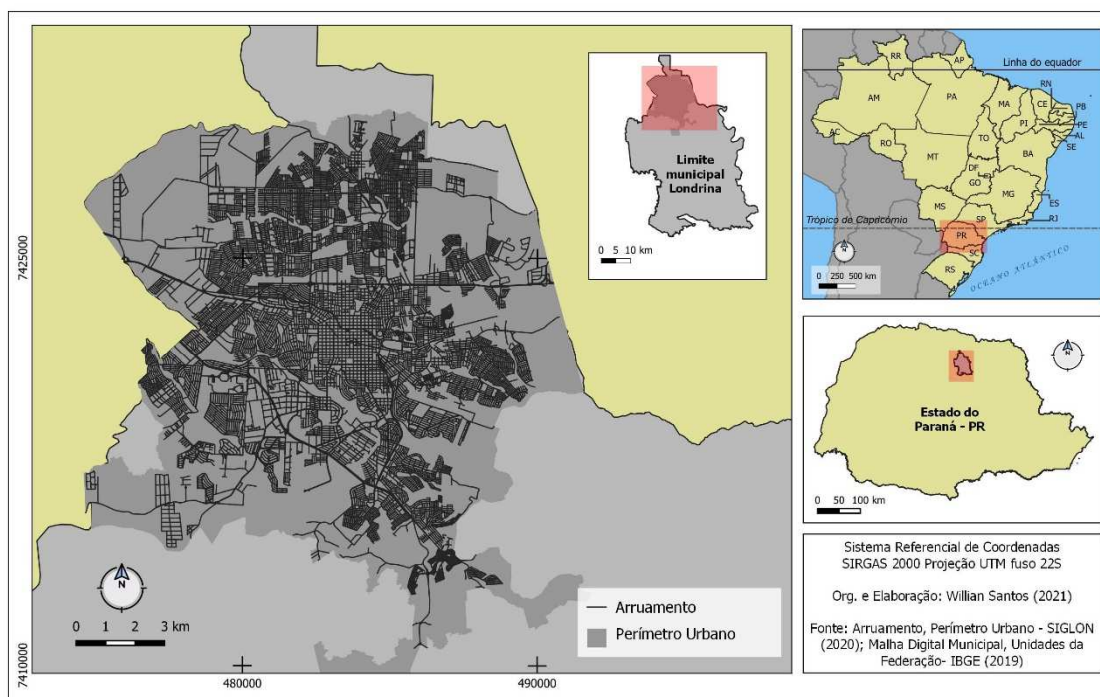 7425000
7410000
480000
490000
N
0 1 2 3 km
Arruamento
Perímetro Urbano
Limite
municipal
Londrina
0 5 10 km
Linha do equador
RR
AP
AM
PA
MA
CE
RN
PB
PE
AL
SE
PI
AC
RO
TO
MT
BA
DF
GO
MG
ES
MS
SP
RJ
Trópico de Capricórnio
PR
SC
RS
OCEANO ATLÂNTICO
N
0 250 500 km
N
Estado do
Paraná - PR
0 50 100 km
Sistema Referencial de Coordenadas
SIRGAS 2000 Projeção UTM fuso 22S
Org. e Elaboração: Willian Santos (2021)
Fonte: Arruamento, Perímetro Urbano - SIGLON
(2020); Malha Digital Municipal, Unidades da
Federação- IBGE (2019)